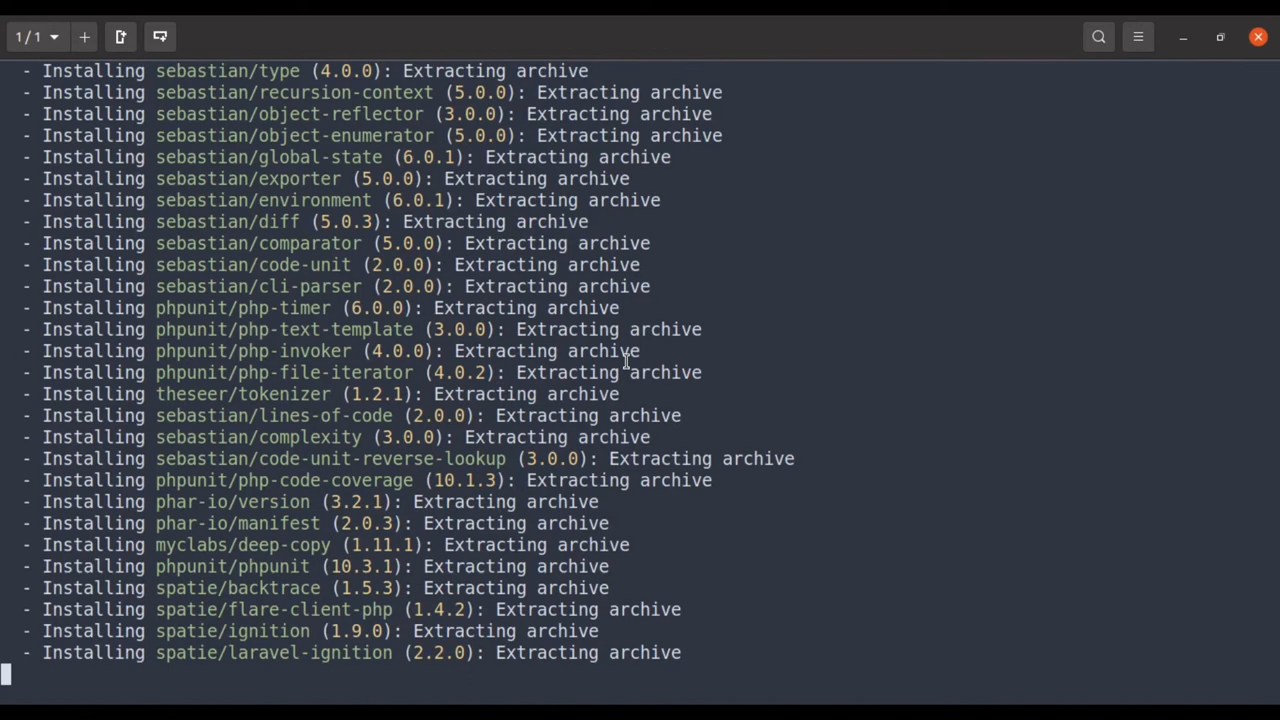 1 / 1
- Installing sebastian/type (4.0.0): Extracting archive
- Installing sebastian/recursion-context (5.0.0): Extracting archive
- Installing sebastian/object-reflector (3.0.0): Extracting archive
- Installing sebastian/object-enumerator (5.0.0): Extracting archive
- Installing sebastian/global-state (6.0.1): Extracting archive
- Installing sebastian/exporter (5.0.0): Extracting archive
- Installing sebastian/environment (6.0.1): Extracting archive
- Installing sebastian/diff (5.0.3): Extracting archive
- Installing sebastian/comparator (5.0.0): Extracting archive
- Installing sebastian/code-unit (2.0.0): Extracting archive
- Installing sebastian/cli-parser (2.0.0): Extracting archive
- Installing phpunit/php-timer (6.0.0): Extracting archive
- Installing phpunit/php-text-template (3.0.0): Extracting archive
- Installing phpunit/php-invoker (4.0.0): Extracting archive
- Installing phpunit/php-file-iterator (4.0.2): Extracting archive
- Installing theseer/tokenizer (1.2.1): Extracting archive
- Installing sebastian/lines-of-code (2.0.0): Extracting archive
- Installing sebastian/complexity (3.0.0): Extracting archive
- Installing sebastian/code-unit-reverse-lookup (3.0.0): Extracting archive
- Installing phpunit/php-code-coverage (10.1.3): Extracting archive
- Installing phar-io/version (3.2.1): Extracting archive
- Installing phar-io/manifest (2.0.3): Extracting archive
- Installing myclabs/deep-copy (1.11.1): Extracting archive
- Installing phpunit/phpunit (10.3.1): Extracting archive
- Installing spatie/backtrace (1.5.3): Extracting archive
- Installing spatie/flare-client-php (1.4.2): Extracting archive
- Installing spatie/ignition (1.9.0): Extracting archive
- Installing spatie/laravel-ignition (2.2.0): Extracting archive